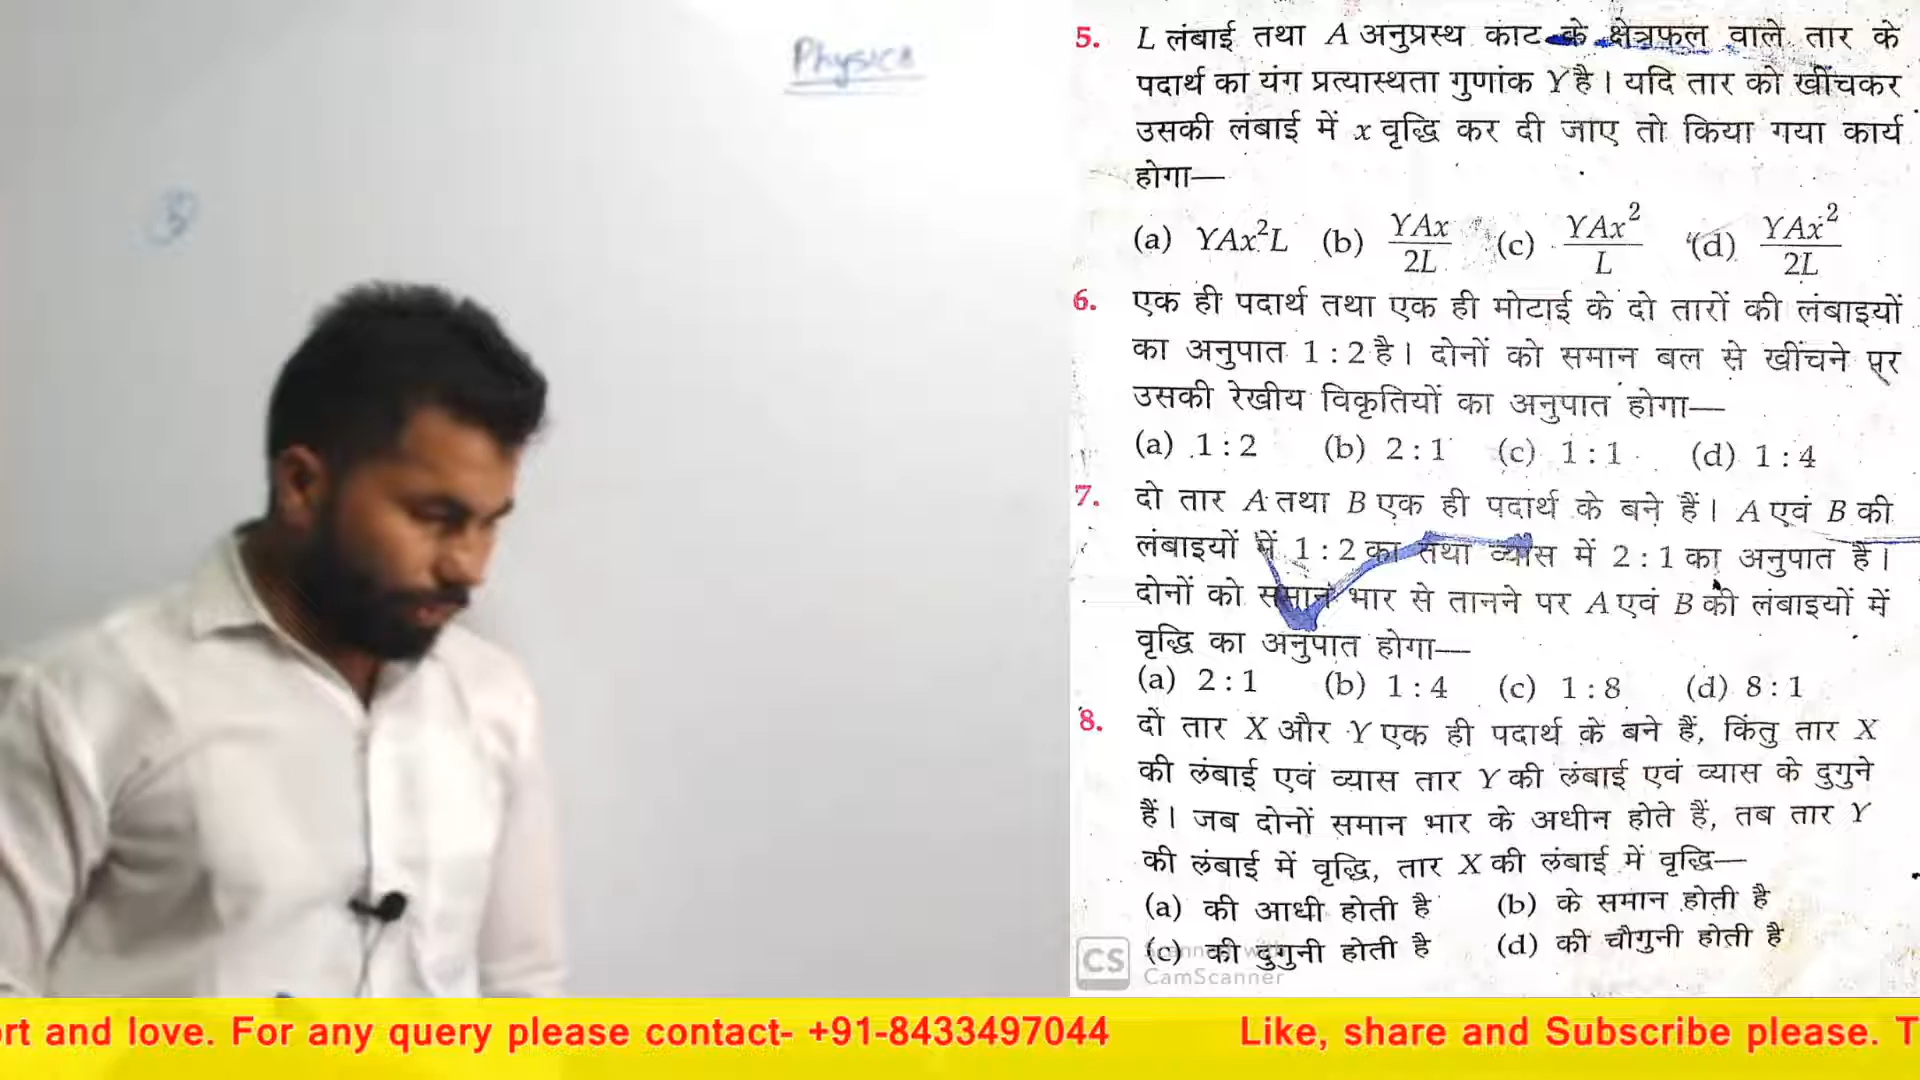 Physics
5. L लंबाई तथा A अनुप्रस्थ काट के क्षेत्रफल वाले तार के
पदार्थ का यंग प्रत्यास्थता गुणांक Y है। यदि तार को खींचकर
उसकी लंबाई में x वृद्धि कर दी जाए तो किया गया कार्य
होगा—
(a) YAx²L (b) YAx/2L (c) YAx²/L (d) YAx²/2L
6. एक ही पदार्थ तथा एक ही मोटाई के दो तारों की लंबाइयों
का अनुपात 1 : 2 है। दोनों को समान बल से खींचने पर
उसकी रेखीय विकृतियों का अनुपात होगा—
(a) 1 : 2 (b) 2 : 1 (c) 1 : 1 (d) 1 : 4
7. दो तार A तथा B एक ही पदार्थ के बने हैं। A एवं B की
लंबाइयों में 1 : 2 का तथा व्यास में 2 : 1 का अनुपात है।
दोनों को समान भार से तानने पर A एवं B की लंबाइयों में
वृद्धि का अनुपात होगा—
(a) 2 : 1 (b) 1 : 4 (c) 1 : 8 (d) 8 : 1
8. दो तार X और Y एक ही पदार्थ के बने हैं, किंतु तार X
की लंबाई एवं व्यास तार Y की लंबाई एवं व्यास के दुगुने
हैं। जब दोनों समान भार के अधीन होते हैं, तब तार Y
की लंबाई में वृद्धि, तार X की लंबाई में वृद्धि—
(a) की आधी होती है (b) के समान होती है
(c) की दुगुनी होती है (d) की चौगुनी होती है
CS Scanned with
CamScanner
rt and love. For any query please contact- +91-8433497044 Like, share and Subscribe please. T